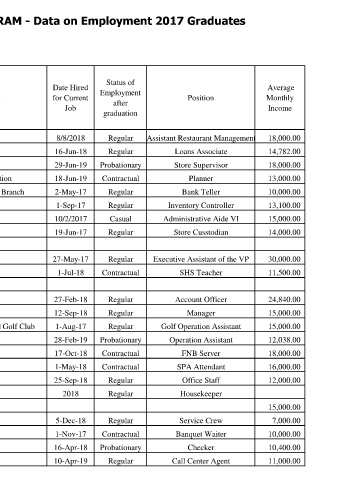 RAM - Data on Employment 2017 Graduates
Date Hired for Current Job Status of Employment after graduation Position Average Monthly Income
8/8/2018 Regular Assistant Restaurant Management 18,000.00
16-Jun-18 Regular Loans Associate 14,782.00
29-Jun-19 Probationary Store Supervisor 18,000.00
tion 18-Jun-19 Contractual Planner 13,000.00
Branch 2-May-17 Regular Bank Teller 10,000.00
1-Sep-17 Regular Inventory Controller 13,100.00
10/2/2017 Casual Administrative Aide VI 15,000.00
19-Jun-17 Regular Store Cusstodian 14,000.00
27-May-17 Regular Executive Assistant of the VP 30,000.00
1-Jul-18 Contractual SHS Teacher 11,500.00
27-Feb-18 Regular Account Officer 24,840.00
12-Sep-18 Regular Manager 15,000.00
l Golf Club 1-Aug-17 Regular Golf Operation Assistant 15,000.00
28-Feb-19 Probationary Operation Assistant 12,038.00
17-Oct-18 Contractual FNB Server 18,000.00
1-May-18 Contractual SPA Attendant 16,000.00
25-Sep-18 Regular Office Staff 12,000.00
2018 Regular Housekeeper
15,000.00
5-Dec-18 Regular Service Crew 7,000.00
1-Nov-17 Contractual Banquet Waiter 10,000.00
16-Apr-18 Probationary Checker 10,400.00
10-Apr-19 Regular Call Center Agent 11,000.00